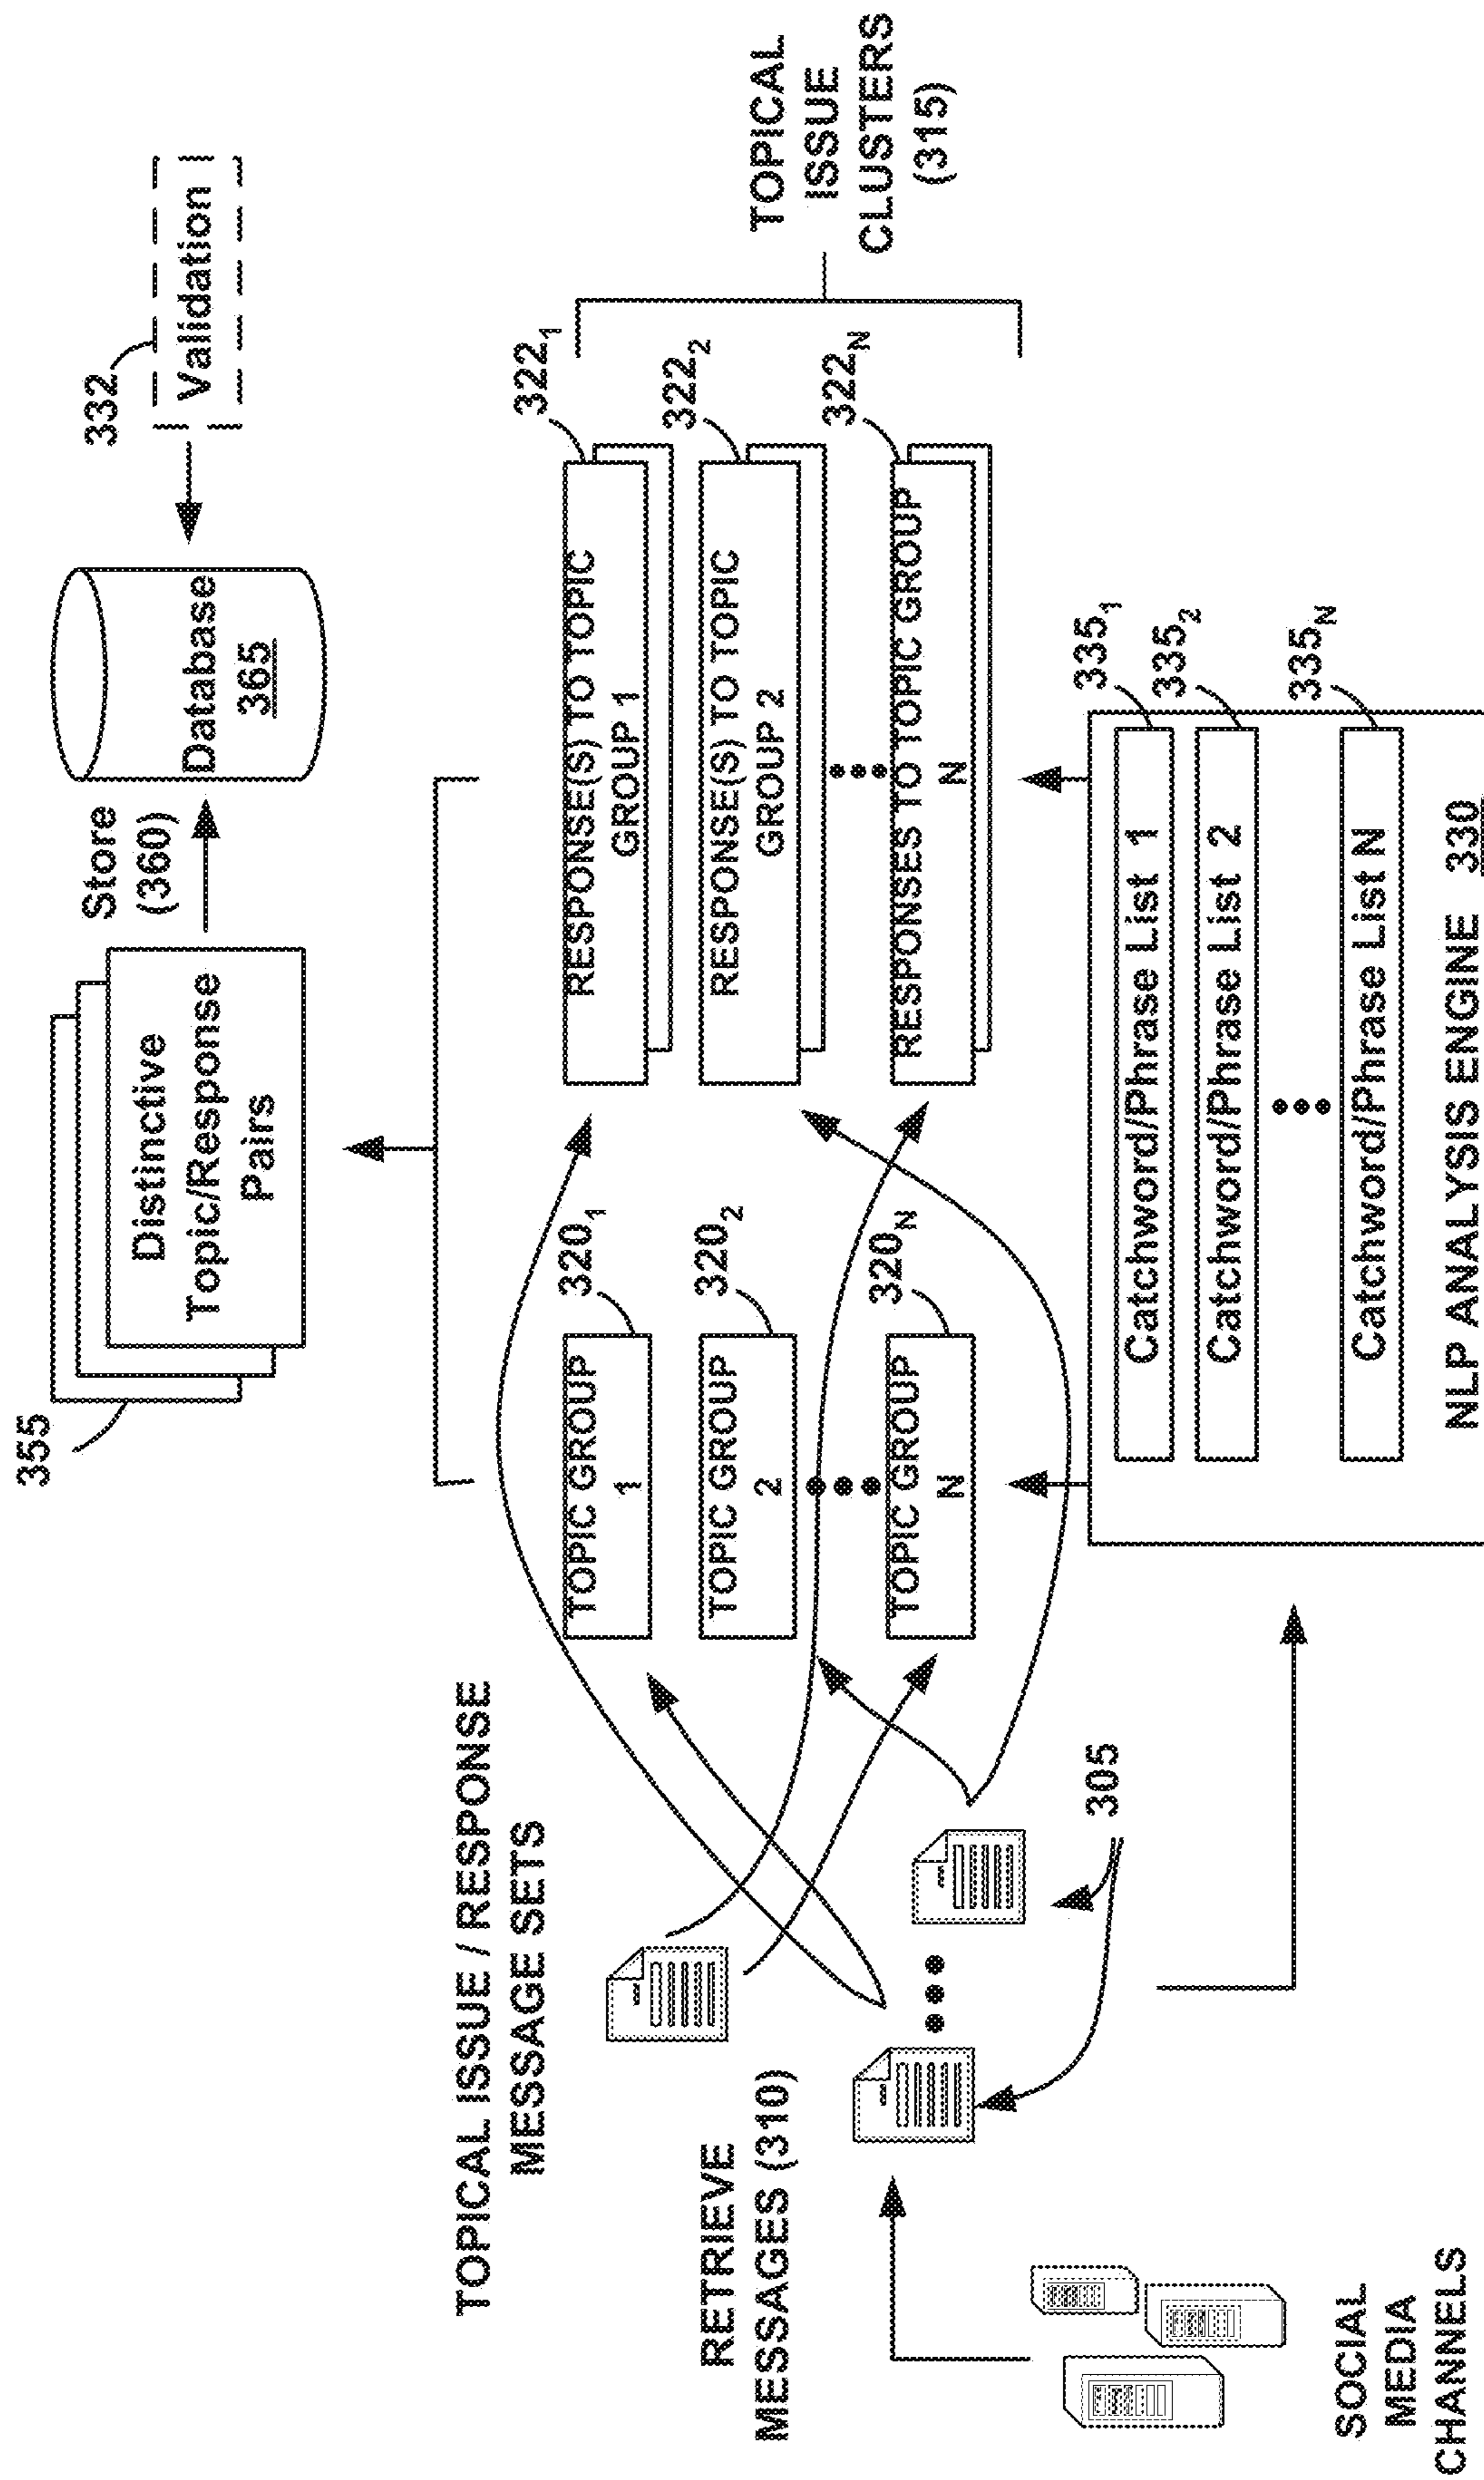 355
Distinctive
Topic/Response
Pairs
Store
(360)
Database
365
332
Validation
TOPICAL ISSUE / RESPONSE
MESSAGE SETS
TOPIC GROUP
1
320₁
TOPIC GROUP
2
320₂
TOPIC GROUP
N
320N
RESPONSE(S) TO TOPIC
GROUP 1
322₁
RESPONSE(S) TO TOPIC
GROUP 2
322₂
RESPONSES TO TOPIC GROUP
N
322N
TOPICAL
ISSUE
CLUSTERS
(315)
RETRIEVE
MESSAGES (310)
305
SOCIAL
MEDIA
CHANNELS
Catchword/Phrase List 1
335₁
Catchword/Phrase List 2
335₂
Catchword/Phrase List N
335N
NLP ANALYSIS ENGINE 330